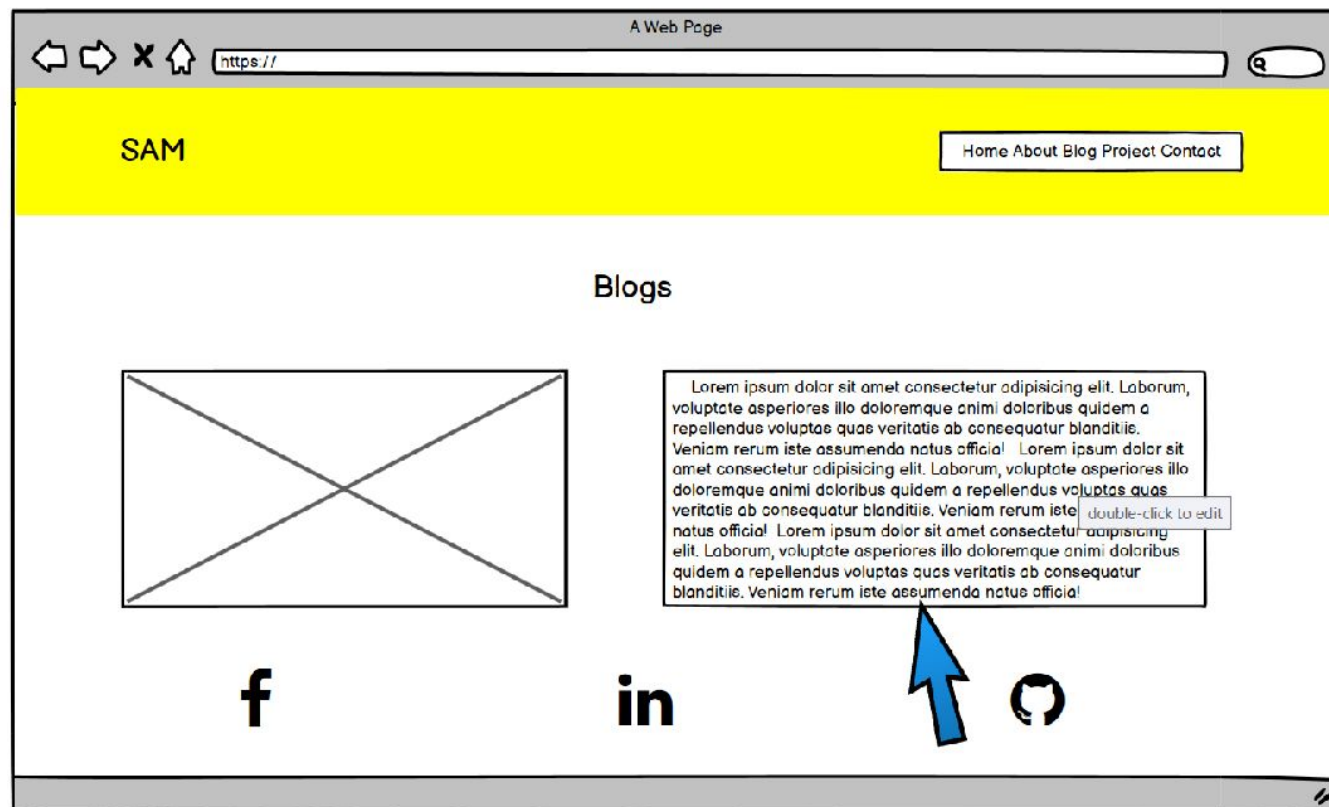 A Web Page
https://
SAM
Home About Blog Project Contact
Blogs
Lorem ipsum dolor sit amet consectetur adipisicing elit. Laborum,
voluptate asperiores illo doloremque animi doloribus quidem a
repellendus voluptas quas veritatis ab consequatur blanditiis.
Veniam rerum iste assumenda natus officia! Lorem ipsum dolor sit
amet consectetur adipisicing elit. Laborum, voluptate asperiores illo
doloremque animi doloribus quidem a repellendus voluptas quas
veritatis ab consequatur blanditiis. Veniam rerum iste
double-click to edit
natus officia! Lorem ipsum dolor sit amet consectetur adipisicing
elit. Laborum, voluptate asperiores illo doloremque animi doloribus
quidem a repellendus voluptas quas veritatis ab consequatur
blanditiis. Veniam rerum iste assumenda natus officia!
f
in